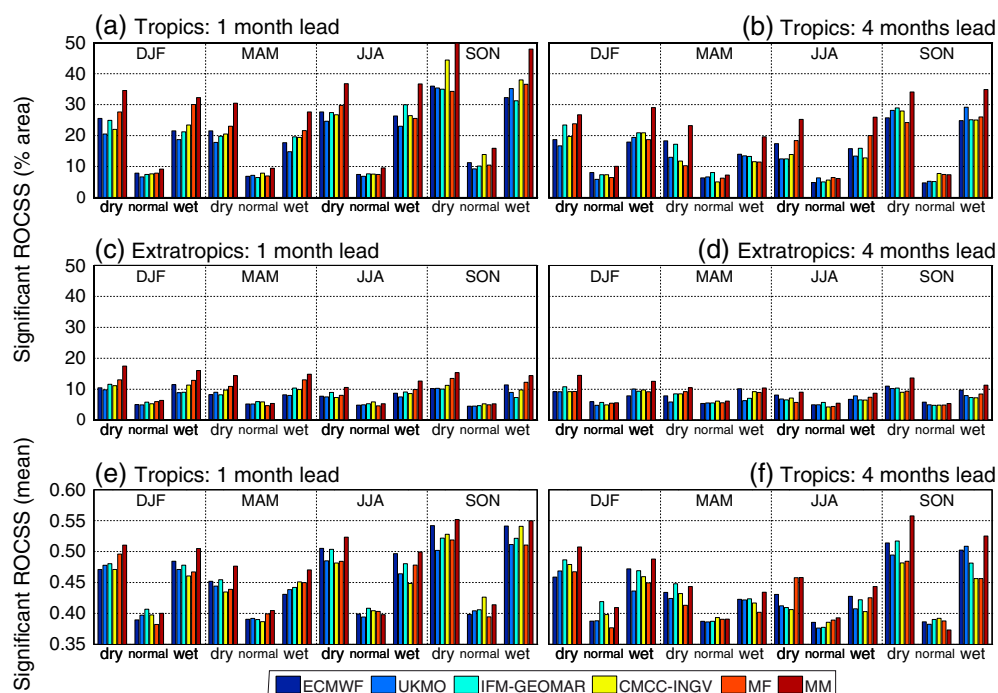 (a) Tropics: 1 month lead
(b) Tropics: 4 months lead
Significant ROCSS (% area)
50
40
30
20
10
0
DJF MAM JJA SON
DJF MAM JJA SON
dry normal wet dry normal wet dry normal wet dry normal wet
dry normal wet dry normal wet dry normal wet dry normal wet
(c) Extratropics: 1 month lead
(d) Extratropics: 4 months lead
50
40
30
20
10
0
DJF MAM JJA SON
DJF MAM JJA SON
dry normal wet dry normal wet dry normal wet dry normal wet
dry normal wet dry normal wet dry normal wet dry normal wet
(e) Tropics: 1 month lead
(f) Tropics: 4 months lead
Significant ROCSS (mean)
0.60
0.55
0.50
0.45
0.40
0.35
DJF MAM JJA SON
DJF MAM JJA SON
dry normal wet dry normal wet dry normal wet dry normal wet
dry normal wet dry normal wet dry normal wet dry normal wet
ECMWF UKMO IFM-GEOMAR CMCC-INGV MF MM